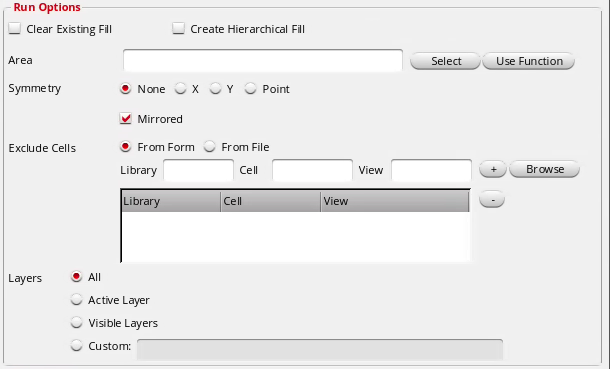 Run Options
Clear Existing Fill Create Hierarchical Fill
Area Select Use Function
Symmetry None X Y Point
Mirrored
Exclude Cells From Form From File
Library Cell View + Browse
Library Cell View -
Layers All
Active Layer
Visible Layers
Custom: